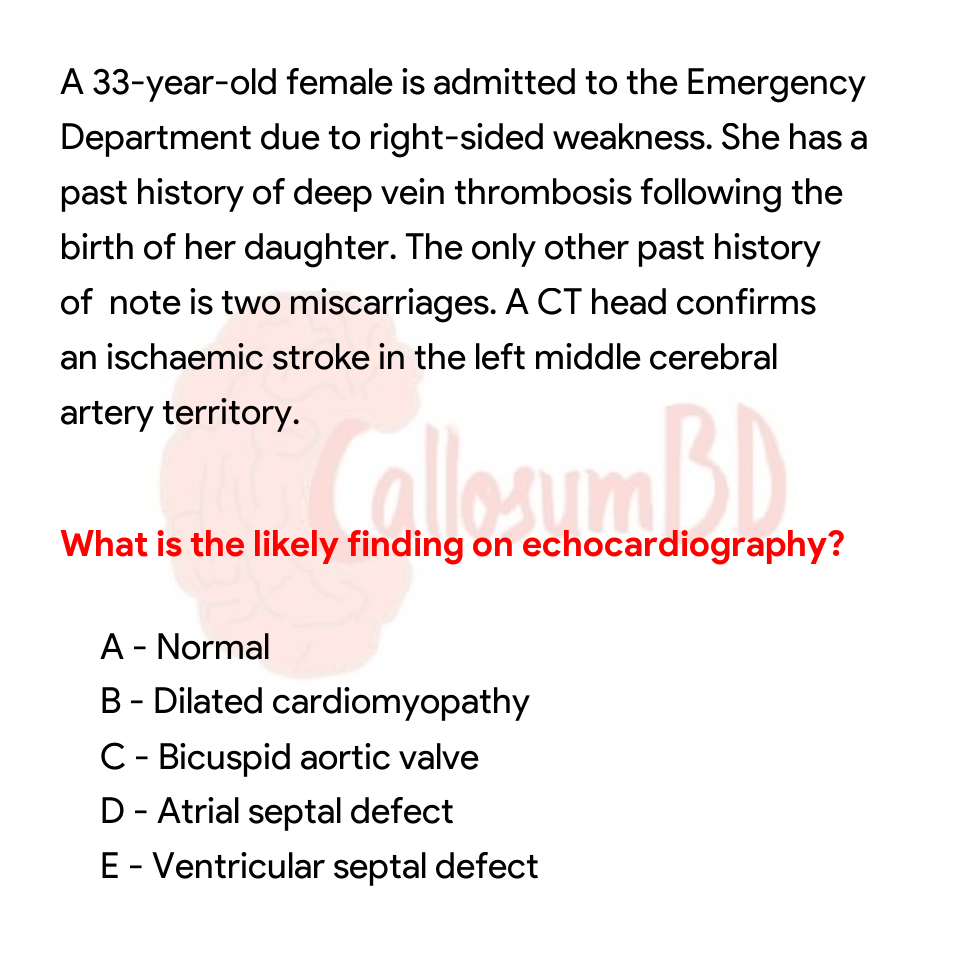 A 33-year-old female is admitted to the Emergency
Department due to right-sided weakness. She has a
past history of deep vein thrombosis following the
birth of her daughter. The only other past history
of  note is two miscarriages. A CT head confirms
an ischaemic stroke in the left middle cerebral
artery territory.
CallosumBD
What is the likely finding on echocardiography?
A - Normal
B - Dilated cardiomyopathy
C - Bicuspid aortic valve
D - Atrial septal defect
E - Ventricular septal defect